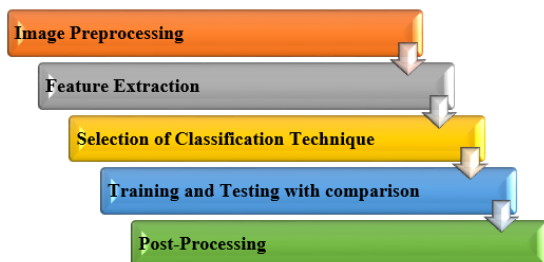 Image Preprocessing
Feature Extraction
Selection of Classification Technique
Training and Testing with comparison
Post-Processing